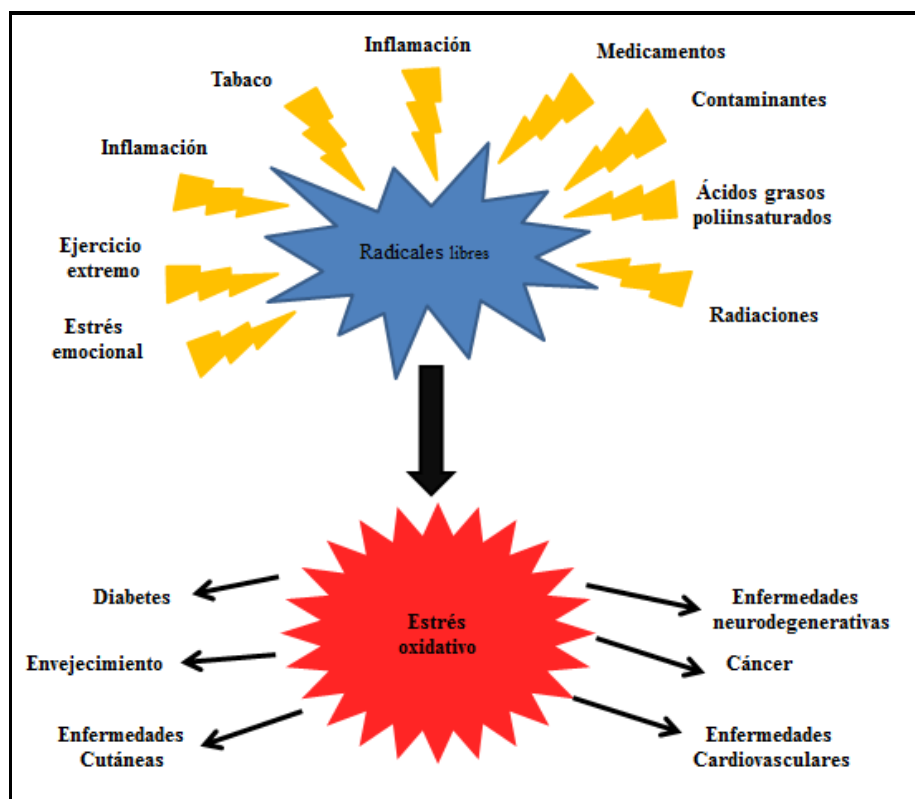 Inflamación
Medicamentos
Tabaco
Contaminantes
Inflamación
Ácidos grasos
poliinsaturados
Ejercicio
extremo
Radicales libres
Radiaciones
Estrés
emocional
Diabetes
Enfermedades
neurodegenerativas
Estrés
oxidativo
Envejecimiento
Cáncer
Enfermedades
Cutáneas
Enfermedades
Cardiovasculares